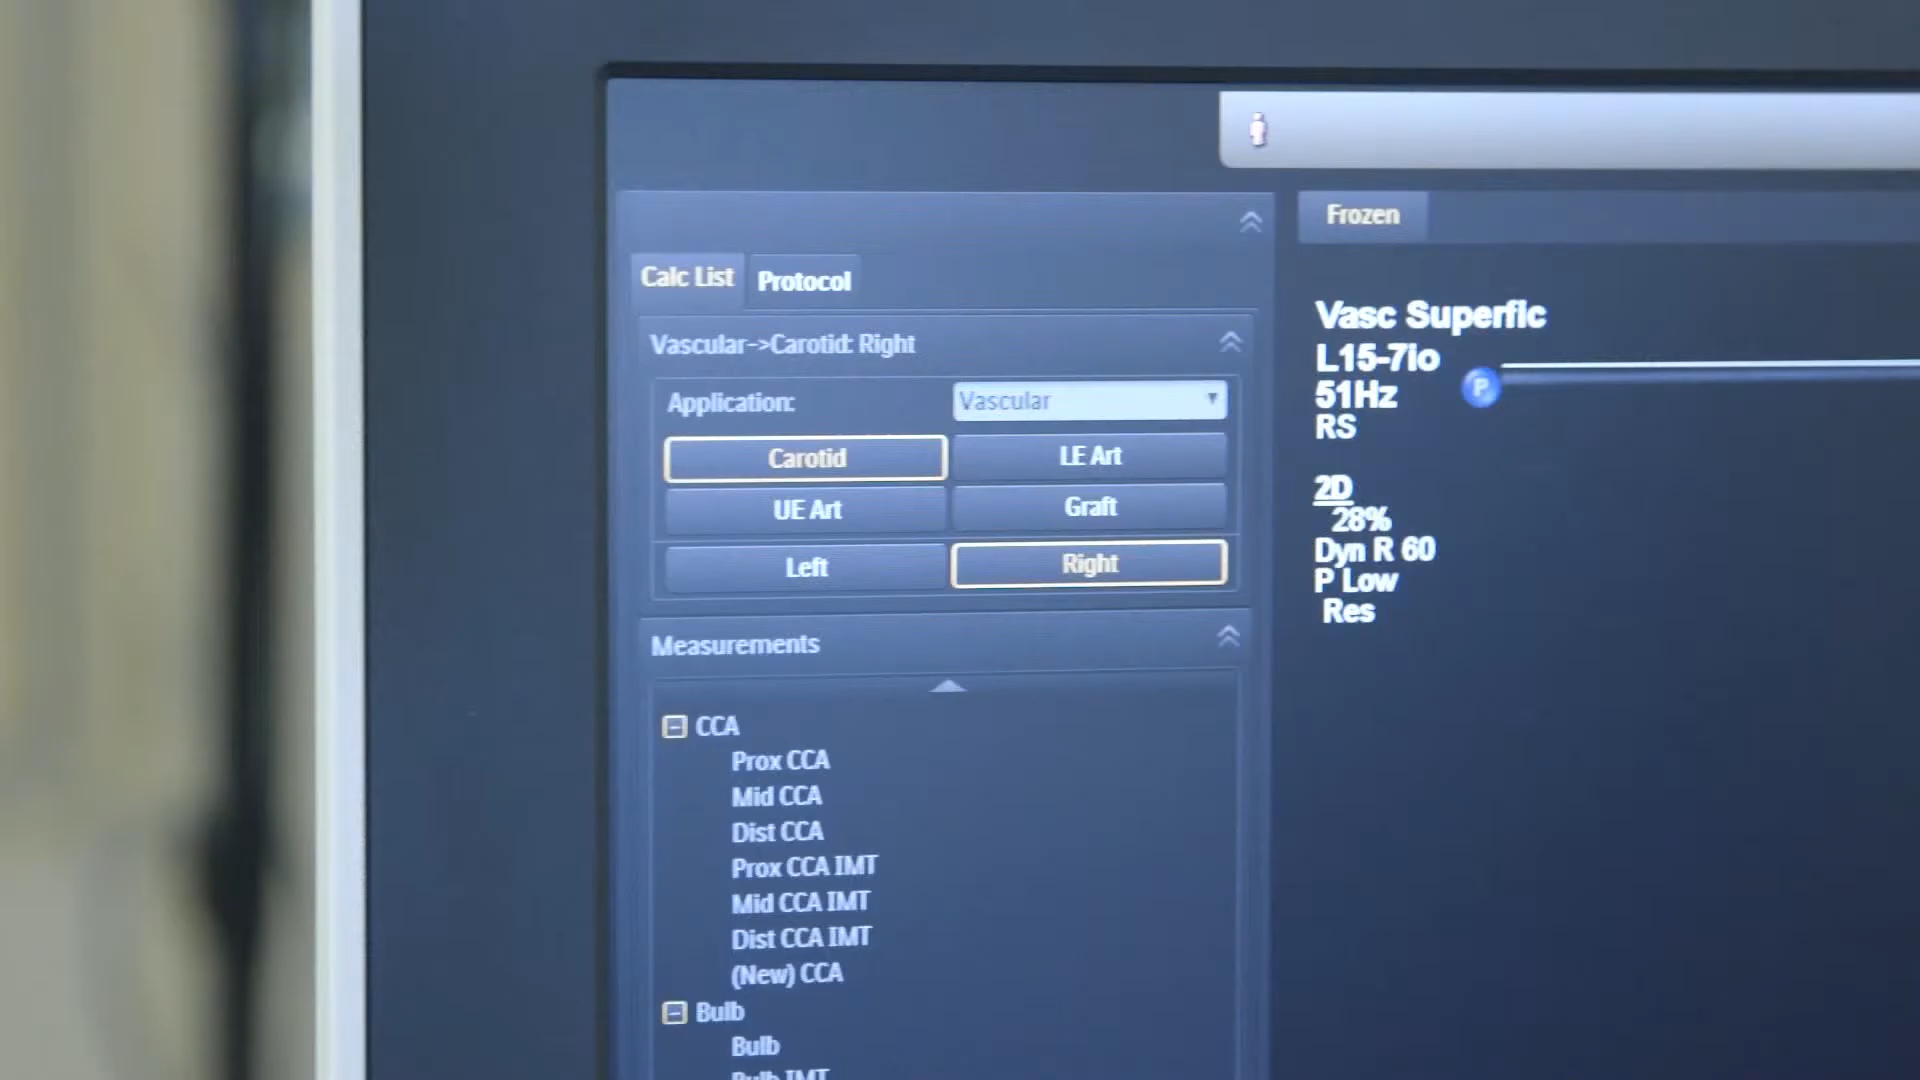 Frozen
Calc List
Protocol
Vascular->Carotid: Right
Application:
Vascular
Carotid
LE Art
UE Art
Graft
Left
Right
Measurements
CCA
Prox CCA
Mid CCA
Dist CCA
Prox CCA IMT
Mid CCA IMT
Dist CCA IMT
(New) CCA
Bulb
Bulb
Bulb IMT
Vasc Superfic
L15-7io
51Hz
RS
P
2D
28%
Dyn R 60
P Low
Res